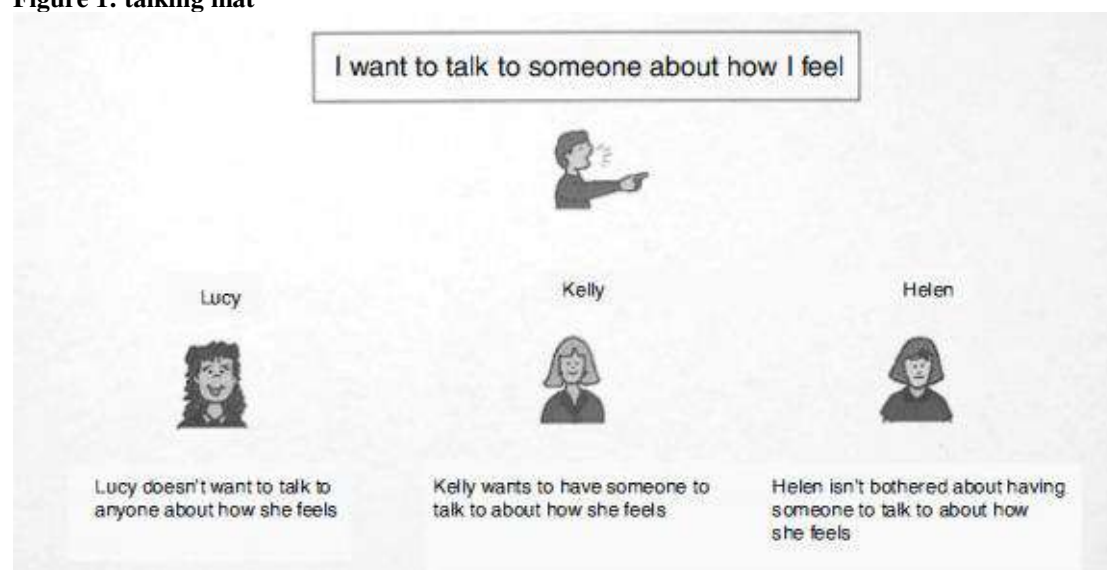 Figure 1: talking mat
I want to talk to someone about how I feel
Lucy
Kelly
Helen
Lucy doesn't want to talk to
anyone about how she feels
Kelly wants to have someone to
talk to about how she feels
Helen isn't bothered about having
someone to talk to about how
she feels